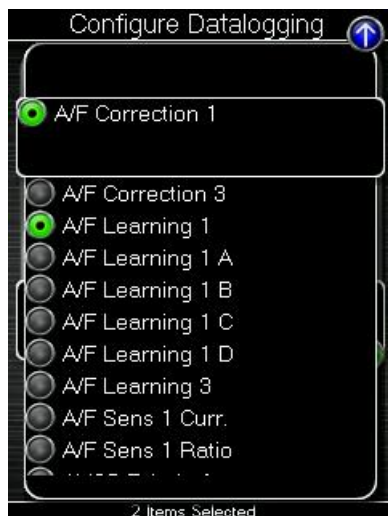 Configure Datalogging
A/F Correction 1
A/F Correction 3
A/F Learning 1
A/F Learning 1 A
A/F Learning 1 B
A/F Learning 1 C
A/F Learning 1 D
A/F Learning 3
A/F Sens 1 Curr.
A/F Sens 1 Ratio
2 Items Selected